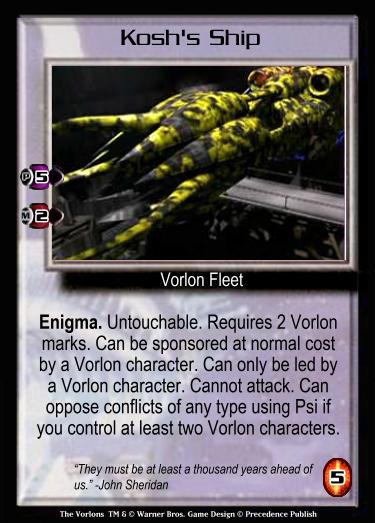 Kosh's Ship
P 5
M 2
Vorlon Fleet
Enigma. Untouchable. Requires 2 Vorlon
marks. Can be sponsored at normal cost
by a Vorlon character. Can only be led by
a Vorlon character. Cannot attack. Can
oppose conflicts of any type using Psi if
you control at least two Vorlon characters.
"They must be at least a thousand years ahead of
us." -John Sheridan
5
The Vorlons TM & © Warner Bros. Game Design © Precedence Publish